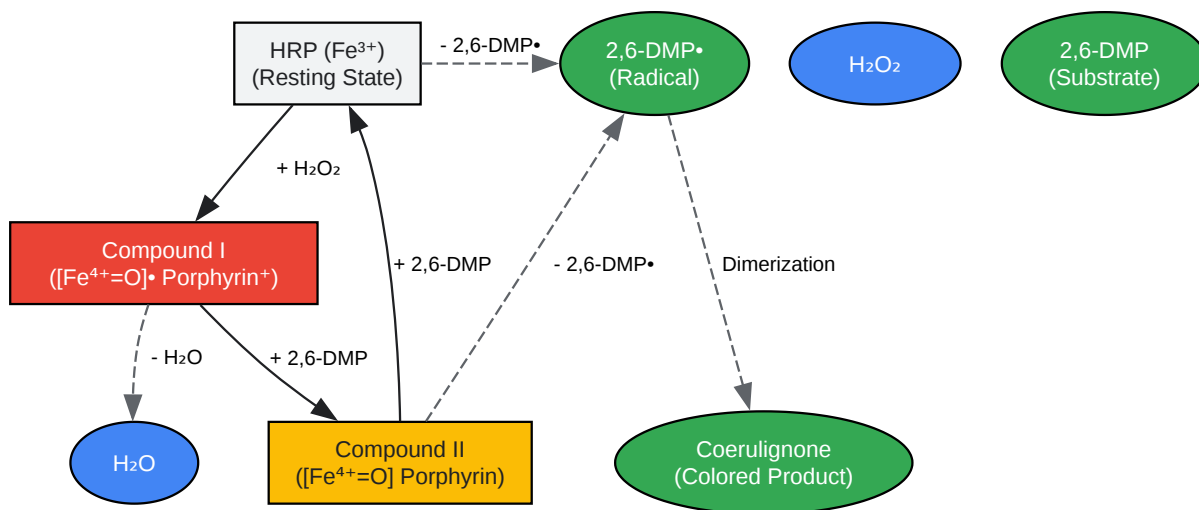 HRP (Fe³⁺)
(Resting State)
- 2,6-DMP•
2,6-DMP•
(Radical)
H₂O₂
2,6-DMP
(Substrate)
+ H₂O₂
Compound I
([Fe⁴⁺=O]• Porphyrin⁺)
+ 2,6-DMP
- 2,6-DMP•
Dimerization
- H₂O
+ 2,6-DMP
H₂O
Compound II
([Fe⁴⁺=O] Porphyrin)
Coerulignone
(Colored Product)